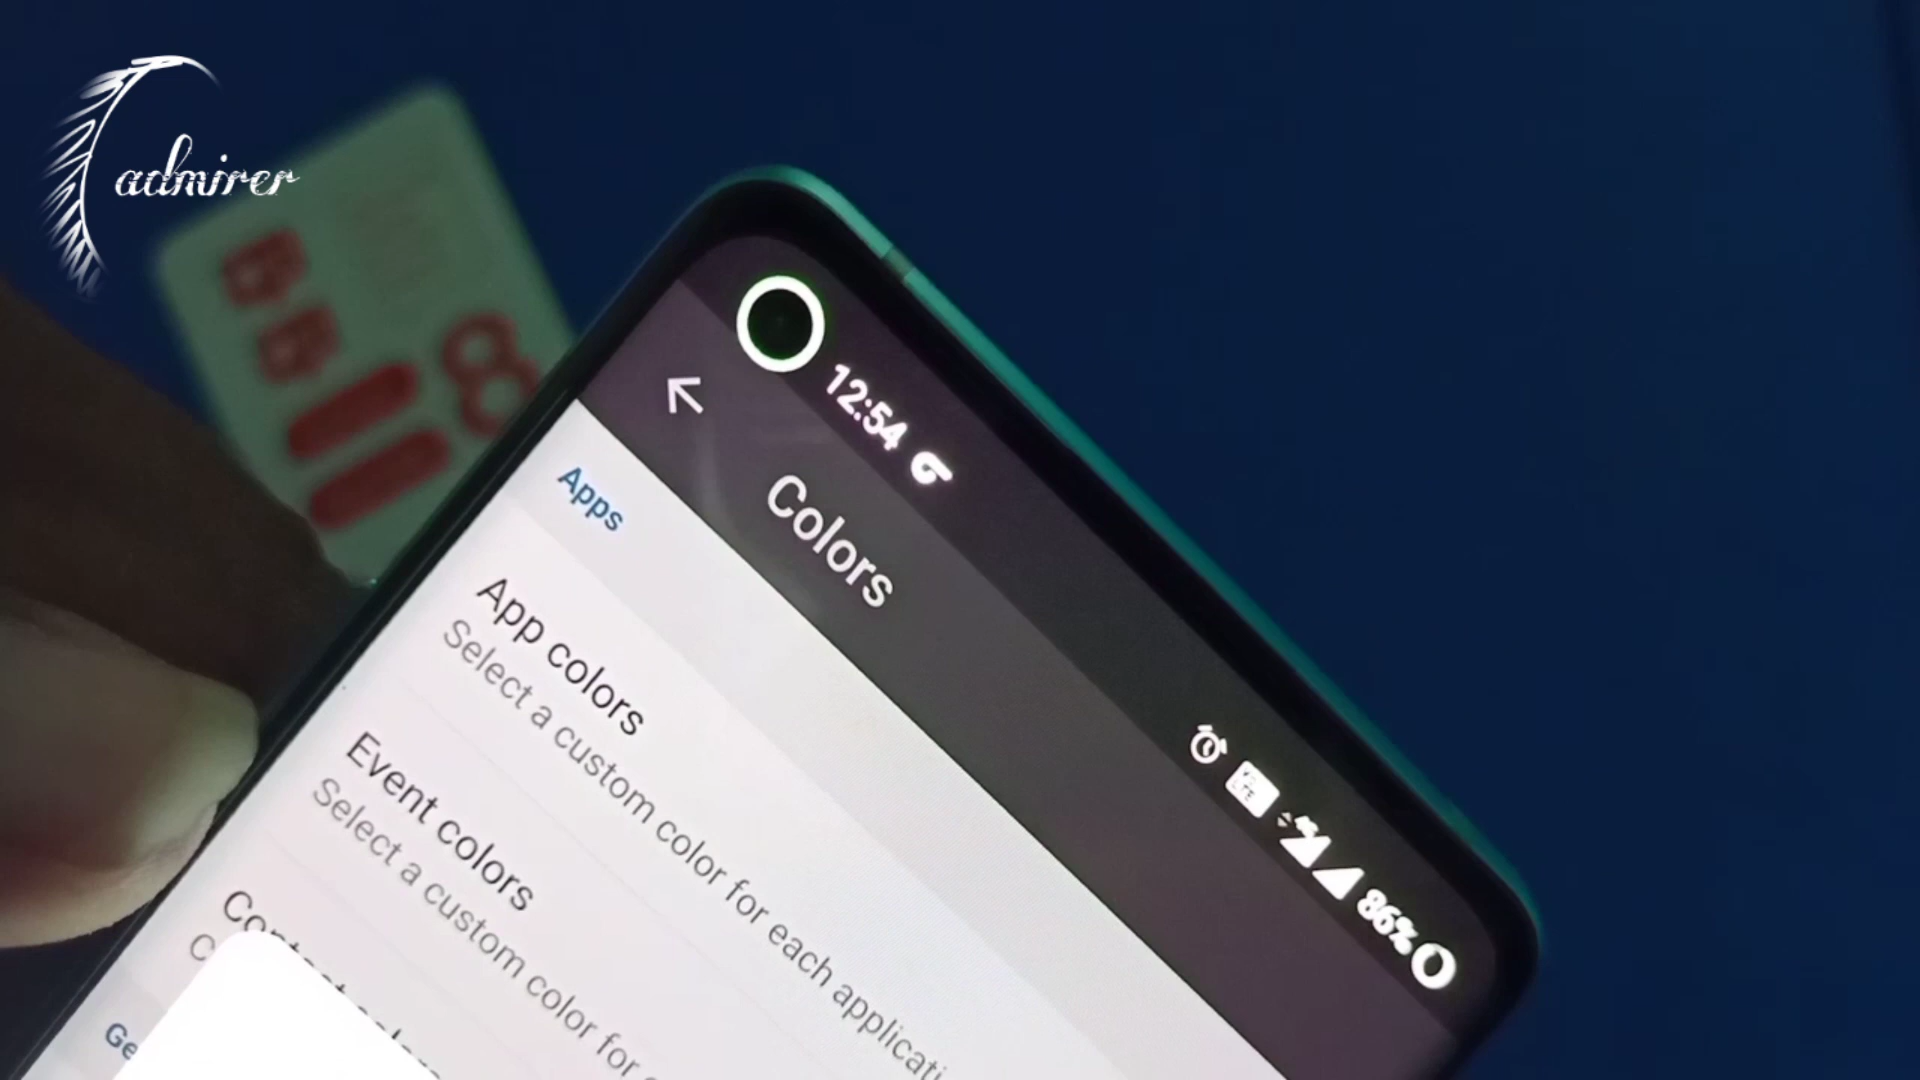 admirer
12:54
86%
Colors
Apps
App colors
Select a custom color for each applicati
Event colors
Select a custom color for
Ge